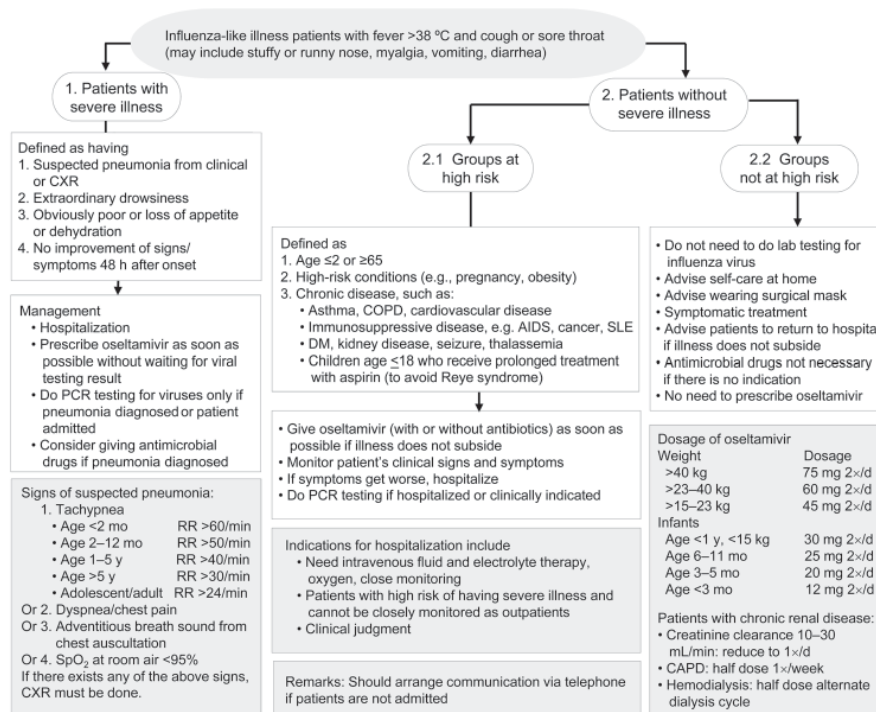 Influenza-like illness patients with fever >38 ºC and cough or sore throat
(may include stuffy or runny nose, myalgia, vomiting, diarrhea)
1. Patients with
severe illness
Defined as having
1. Suspected pneumonia from clinical
or CXR
2. Extraordinary drowsiness
3. Obviously poor or loss of appetite
or dehydration
4. No improvement of signs/
symptoms 48 h after onset
Management
• Hospitalization
• Prescribe oseltamivir as soon as
possible without waiting for viral
testing result
• Do PCR testing for viruses only if
pneumonia diagnosed or patient
admitted
• Consider giving antimicrobial
drugs if pneumonia diagnosed
Signs of suspected pneumonia:
1. Tachypnea
• Age <2 mo RR >60/min
• Age 2–12 mo RR >50/min
• Age 1–5 y RR >40/min
• Age >5 y RR >30/min
• Adolescent/adult RR >24/min
Or 2. Dyspnea/chest pain
Or 3. Adventitious breath sound from
chest auscultation
Or 4. SpO₂ at room air <95%
If there exists any of the above signs,
CXR must be done.
2. Patients without
severe illness
2.1 Groups at
high risk
Defined as
1. Age ≤2 or ≥65
2. High-risk conditions (e.g., pregnancy, obesity)
3. Chronic disease, such as:
• Asthma, COPD, cardiovascular disease
• Immunosuppressive disease, e.g. AIDS, cancer, SLE
• DM, kidney disease, seizure, thalassemia
• Children age ≤18 who receive prolonged treatment
with aspirin (to avoid Reye syndrome)
• Give oseltamivir (with or without antibiotics) as soon as
possible if illness does not subside
• Monitor patient's clinical signs and symptoms
• If symptoms get worse, hospitalize
• Do PCR testing if hospitalized or clinically indicated
Indications for hospitalization include
• Need intravenous fluid and electrolyte therapy,
oxygen, close monitoring
• Patients with high risk of having severe illness and
cannot be closely monitored as outpatients
• Clinical judgment
Remarks: Should arrange communication via telephone
if patients are not admitted
2.2 Groups
not at high risk
• Do not need to do lab testing for
influenza virus
• Advise self-care at home
• Advise wearing surgical mask
• Symptomatic treatment
• Advise patients to return to hospita
if illness does not subside
• Antimicrobial drugs not necessary
if there is no indication
• No need to prescribe oseltamivir
Dosage of oseltamivir
Weight Dosage
>40 kg 75 mg 2×/d
>23–40 kg 60 mg 2×/d
>15–23 kg 45 mg 2×/d
Infants
Age <1 y, <15 kg 30 mg 2×/d
Age 6–11 mo 25 mg 2×/d
Age 3–5 mo 20 mg 2×/d
Age <3 mo 12 mg 2×/d
Patients with chronic renal disease:
• Creatinine clearance 10–30
mL/min: reduce to 1×/d
• CAPD: half dose 1×/week
• Hemodialysis: half dose alternate
dialysis cycle